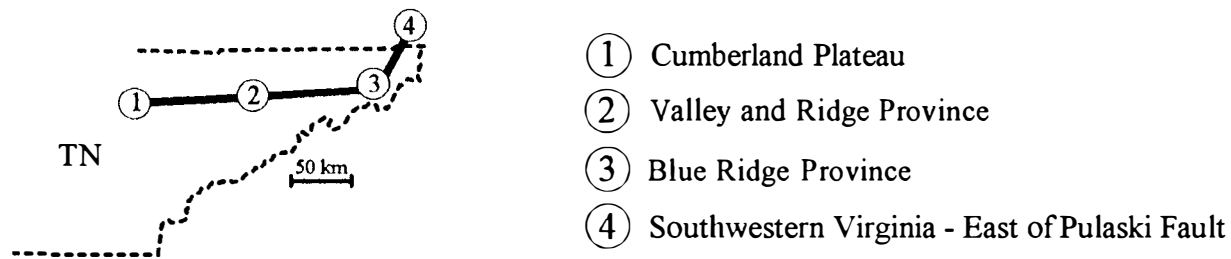 4
3
2
1
TN
50 km
1 Cumberland Plateau
2 Valley and Ridge Province
3 Blue Ridge Province
4 Southwestern Virginia - East of Pulaski Fault